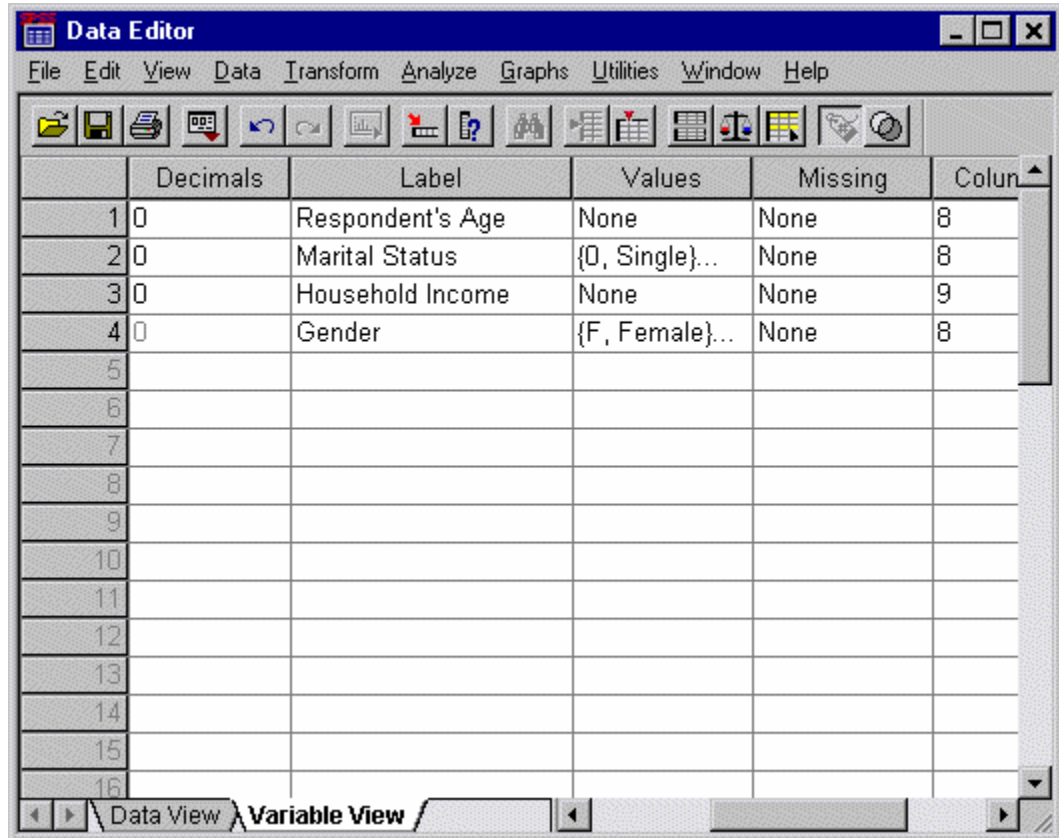 Data Editor
File Edit View Data Transform Analyze Graphs Utilities Window Help
Decimals Label Values Missing Colun
1 0 Respondent's Age None None 8
2 0 Marital Status {0, Single}... None 8
3 0 Household Income None None 9
4 0 Gender {F, Female}... None 8
5
6
7
8
9
10
11
12
13
14
15
16
Data View Variable View